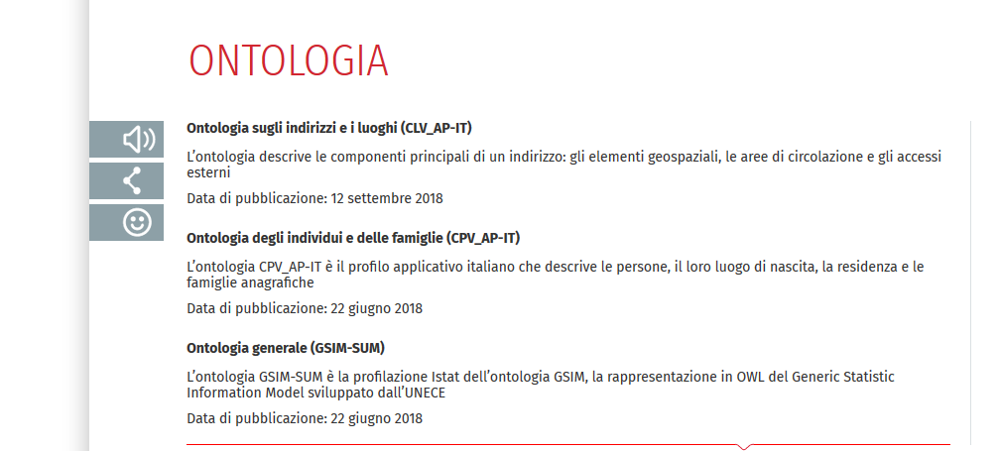 ONTOLOGIA
Ontologia sugli indirizzi e i luoghi (CLV_AP-IT)
L'ontologia descrive le componenti principali di un indirizzo: gli elementi geospaziali, le aree di circolazione e gli accessi
esterni
Data di pubblicazione: 12 settembre 2018
Ontologia degli individui e delle famiglie (CPV_AP-IT)
L'ontologia CPV_AP-IT è il profilo applicativo italiano che descrive le persone, il loro luogo di nascita, la residenza e le
famiglie anagrafiche
Data di pubblicazione: 22 giugno 2018
Ontologia generale (GSIM-SUM)
L'ontologia GSIM-SUM è la profilazione Istat dell'ontologia GSIM, la rappresentazione in OWL del Generic Statistic
Information Model sviluppato dall'UNECE
Data di pubblicazione: 22 giugno 2018